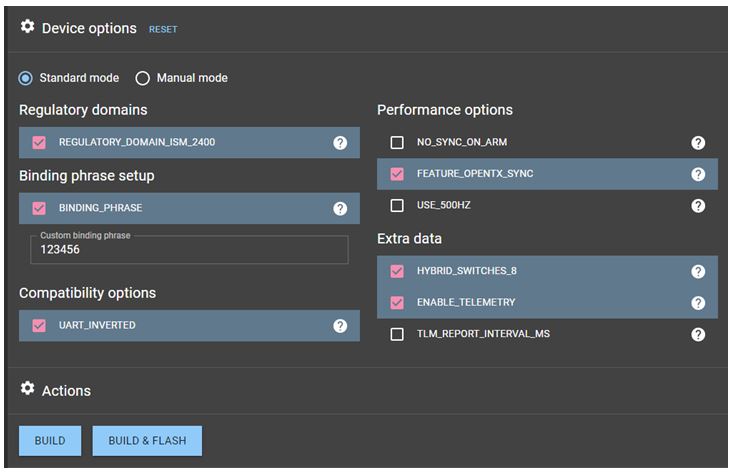 Device options RESET
Standard mode Manual mode
Regulatory domains
REGULATORY_DOMAIN_ISM_2400 ?
Binding phrase setup
BINDING_PHRASE ?
Custom binding phrase
123456
Compatibility options
UART_INVERTED ?
Performance options
NO_SYNC_ON_ARM ?
FEATURE_OPENTX_SYNC ?
USE_500HZ ?
Extra data
HYBRID_SWITCHES_8 ?
ENABLE_TELEMETRY ?
TLM_REPORT_INTERVAL_MS ?
Actions
BUILD BUILD & FLASH